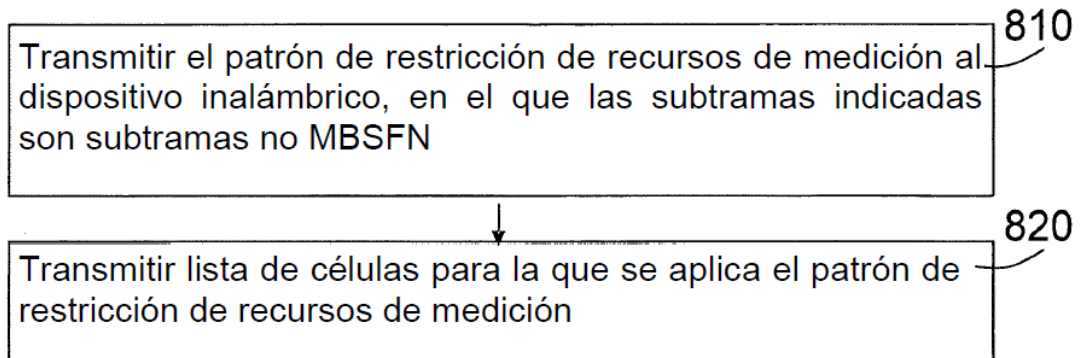 810
Transmitir el patrón de restricción de recursos de medición al
dispositivo inalámbrico, en el que las subtramas indicadas
son subtramas no MBSFN
820
Transmitir lista de células para la que se aplica el patrón de
restricción de recursos de medición